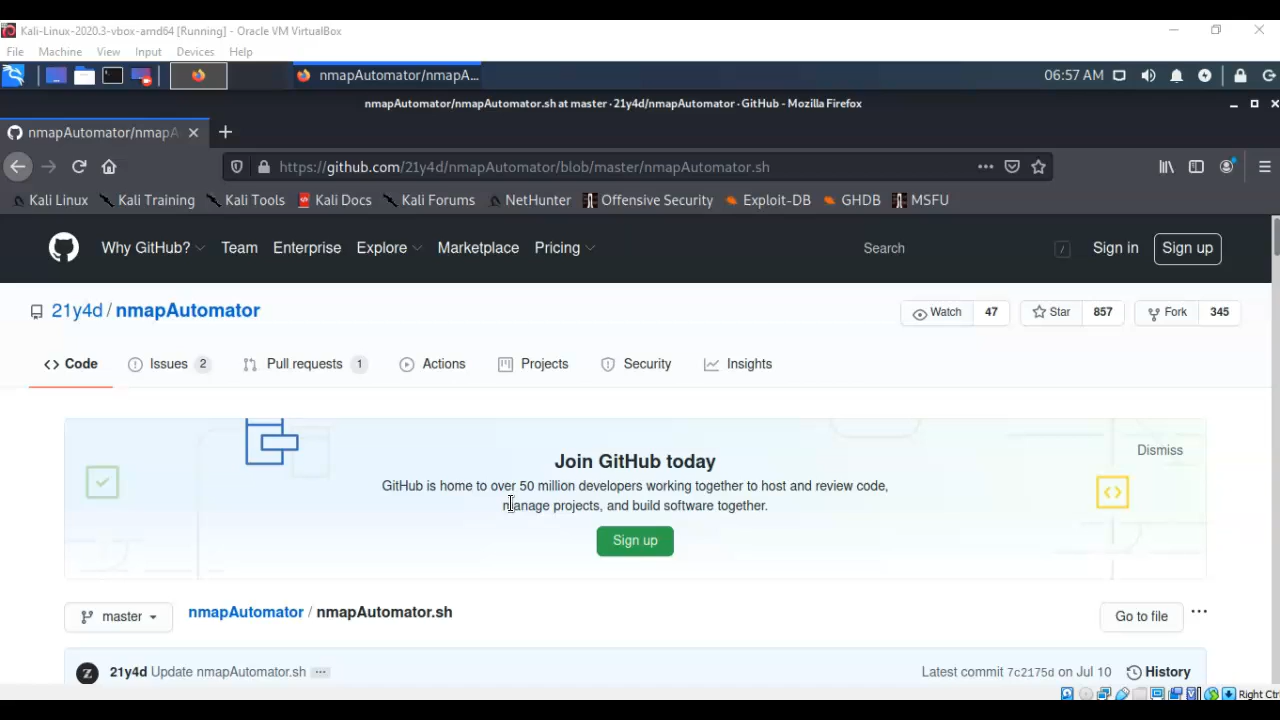 Kali-Linux-2020.3-vbox-amd64 [Running] - Oracle VM VirtualBox
File Machine View Input Devices Help
nmapAutomator/nmapA...
06:57 AM
nmapAutomator/nmapAutomator.sh at master · 21y4d/nmapAutomator · GitHub - Mozilla Firefox
nmapAutomator/nmapA
https://github.com/21y4d/nmapAutomator/blob/master/nmapAutomator.sh
Kali Linux Kali Training Kali Tools Kali Docs Kali Forums NetHunter Offensive Security Exploit-DB GHDB MSFU
Why GitHub? Team Enterprise Explore Marketplace Pricing Search / Sign in Sign up
21y4d / nmapAutomator Watch 47 Star 857 Fork 345
Code Issues 2 Pull requests 1 Actions Projects Security Insights
Join GitHub today
Dismiss
GitHub is home to over 50 million developers working together to host and review code,
manage projects, and build software together.
Sign up
master nmapAutomator / nmapAutomator.sh Go to file ...
21y4d Update nmapAutomator.sh ... Latest commit 7c2175d on Jul 10 History
Right Ctr